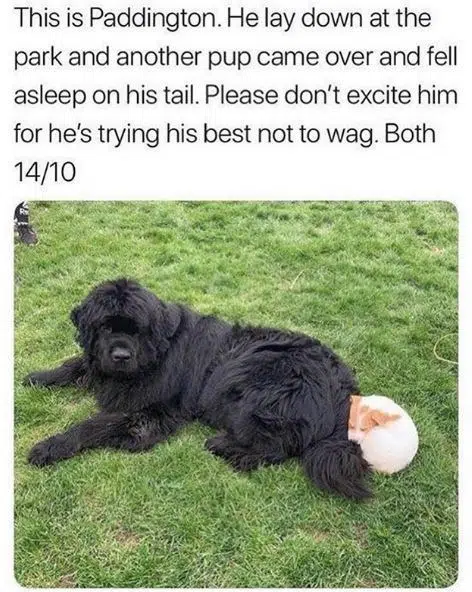 This is Paddington. He lay down at the
park and another pup came over and fell
asleep on his tail. Please don’t excite him
for he’s trying his best not to wag. Both
14/10